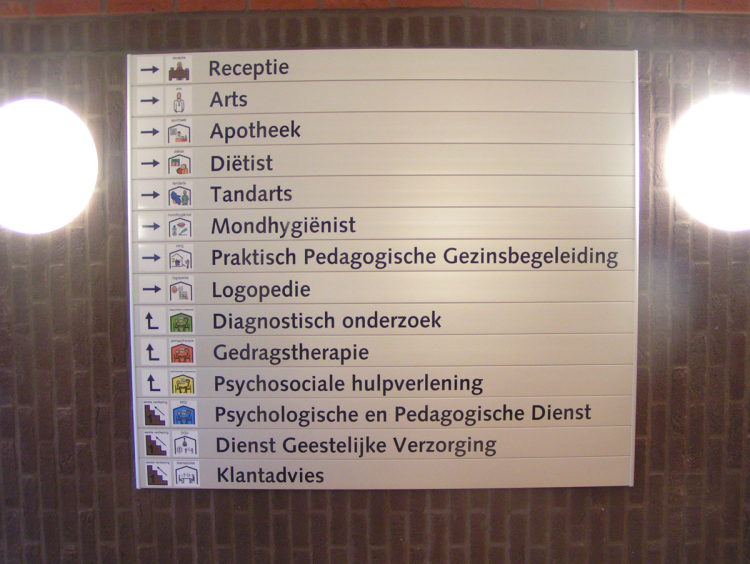 Receptie
Arts
Apotheek
Diëtist
Tandarts
Mondhygiënist
Praktisch Pedagogische Gezinsbegeleiding
Logopedie
Diagnostisch onderzoek
Gedragstherapie
Psychosociale hulpverlening
Psychologische en Pedagogische Dienst
Dienst Geestelijke Verzorging
Klantadvies